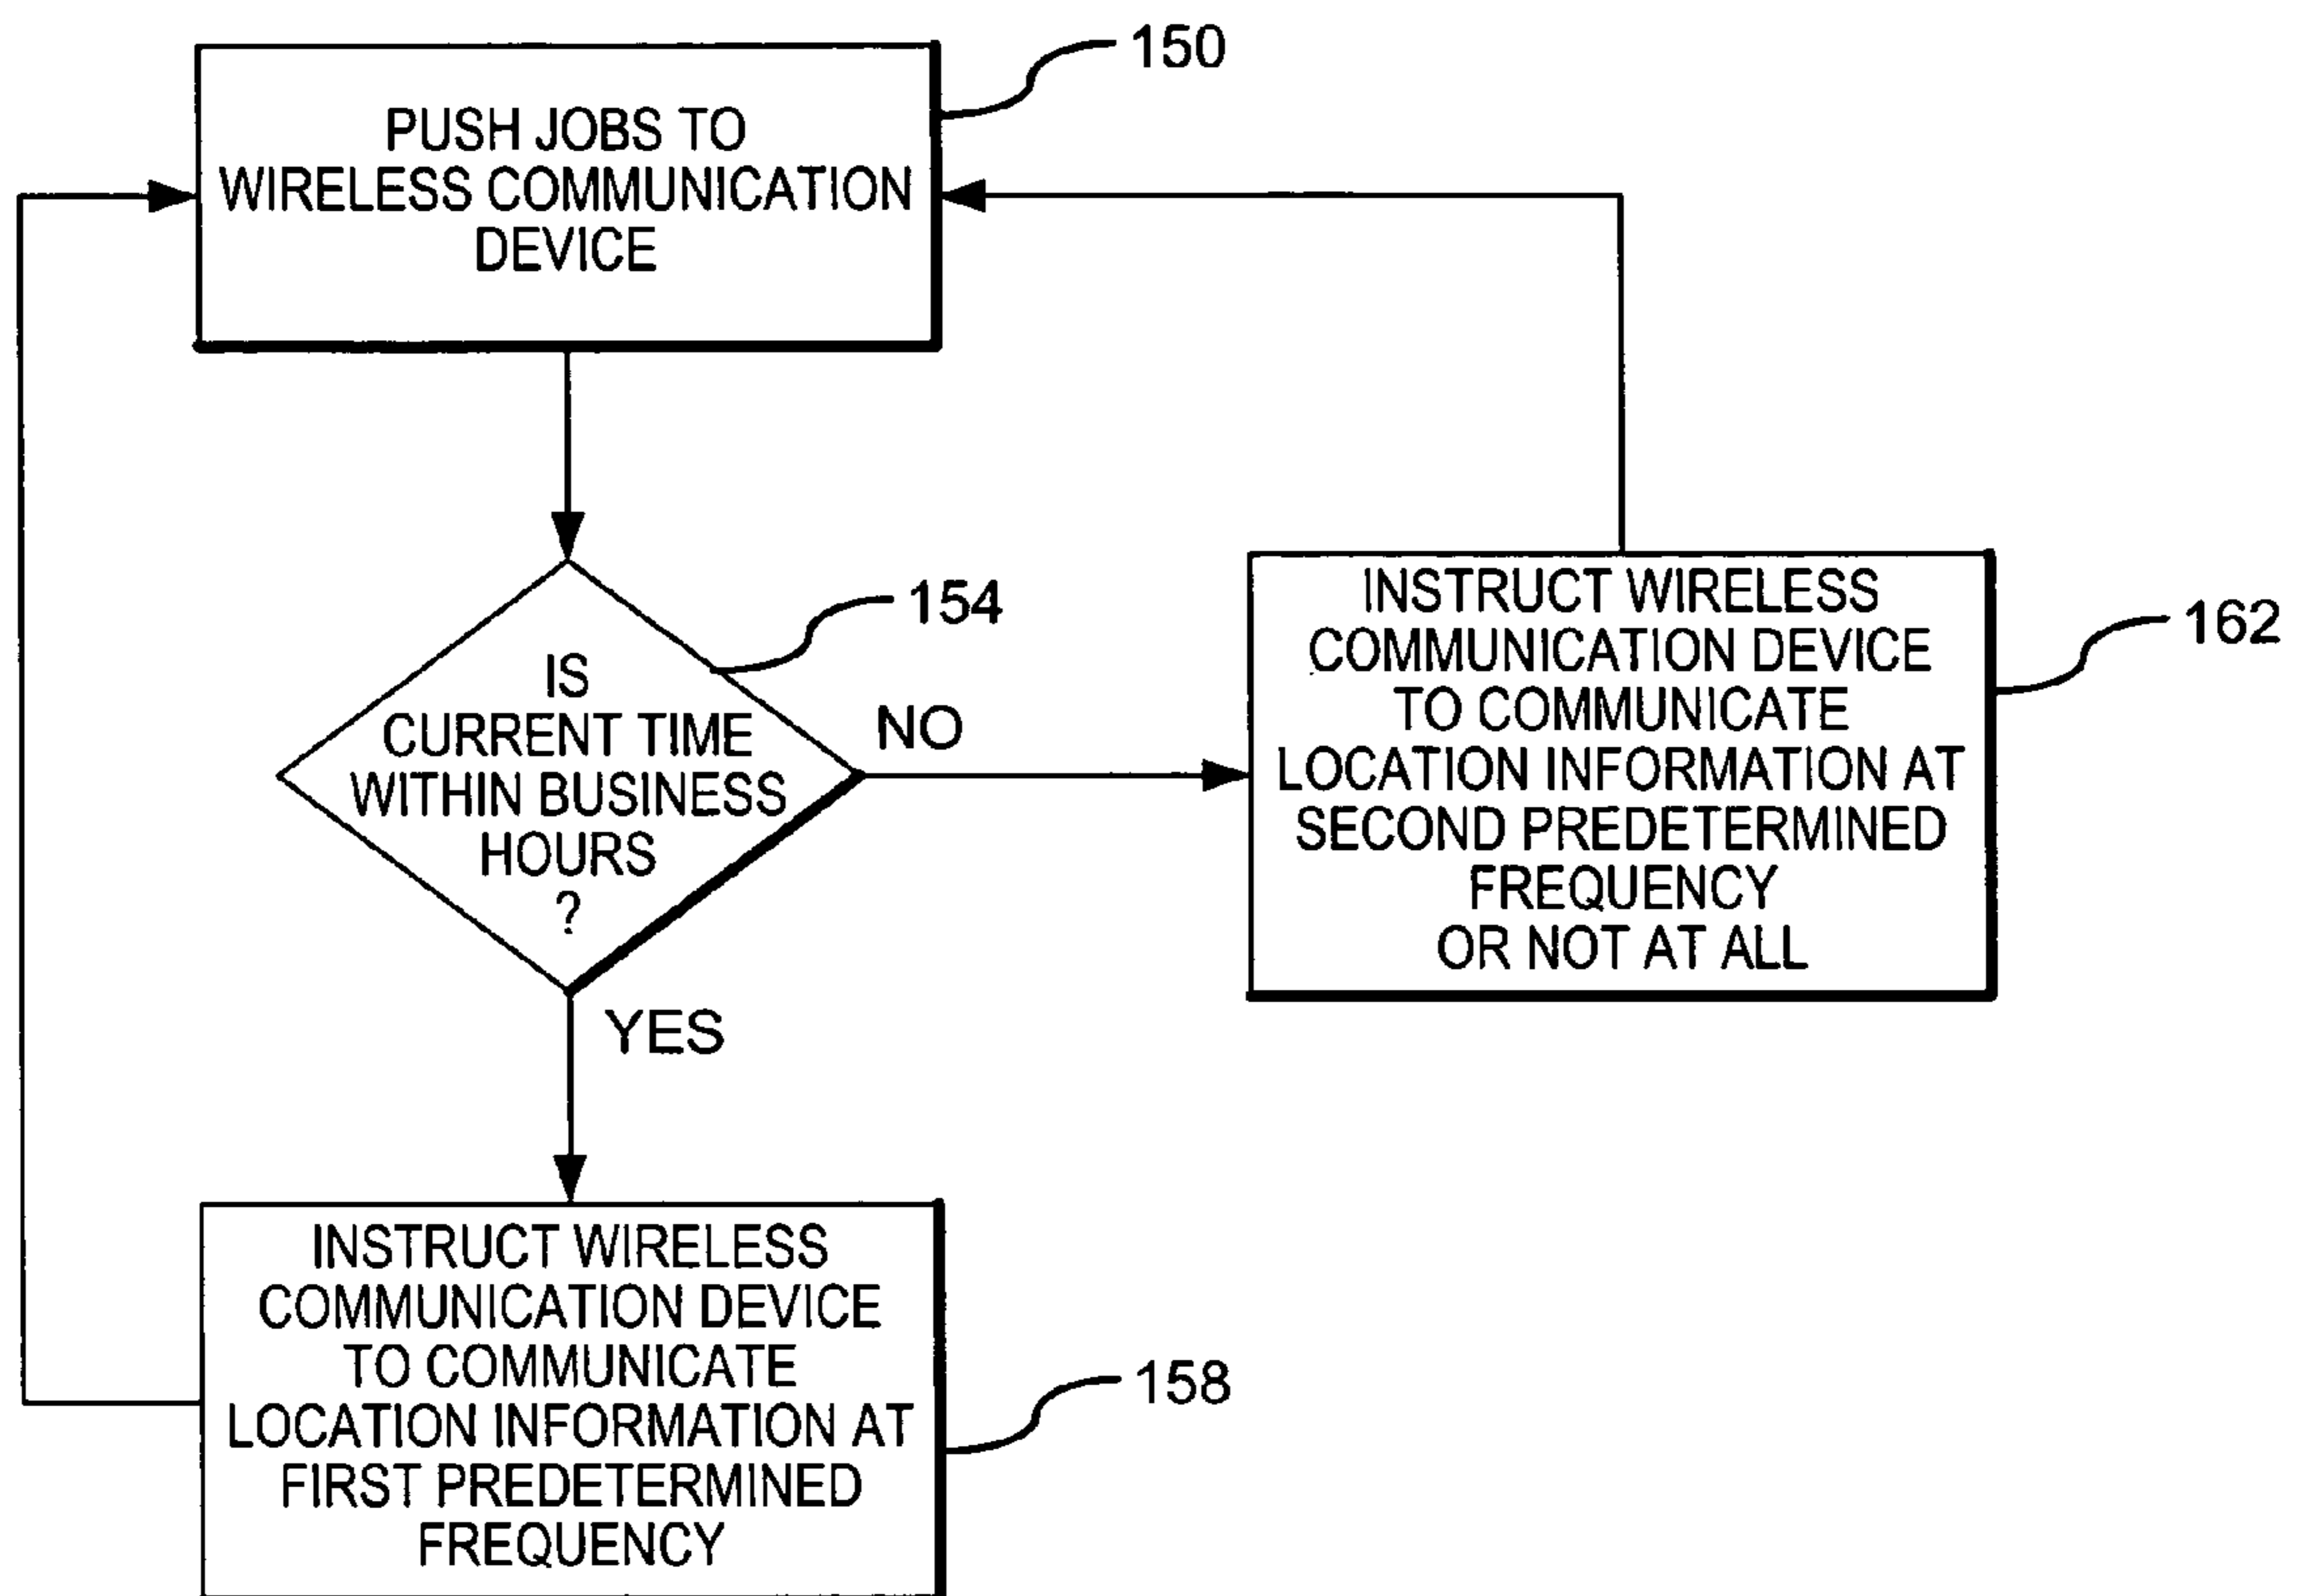 150
PUSH JOBS TO
WIRELESS COMMUNICATION
DEVICE
154
IS
CURRENT TIME
WITHIN BUSINESS
HOURS
?
NO
YES
INSTRUCT WIRELESS
COMMUNICATION DEVICE
TO COMMUNICATE
LOCATION INFORMATION AT
SECOND PREDETERMINED
FREQUENCY
OR NOT AT ALL
162
INSTRUCT WIRELESS
COMMUNICATION DEVICE
TO COMMUNICATE
LOCATION INFORMATION AT
FIRST PREDETERMINED
FREQUENCY
158